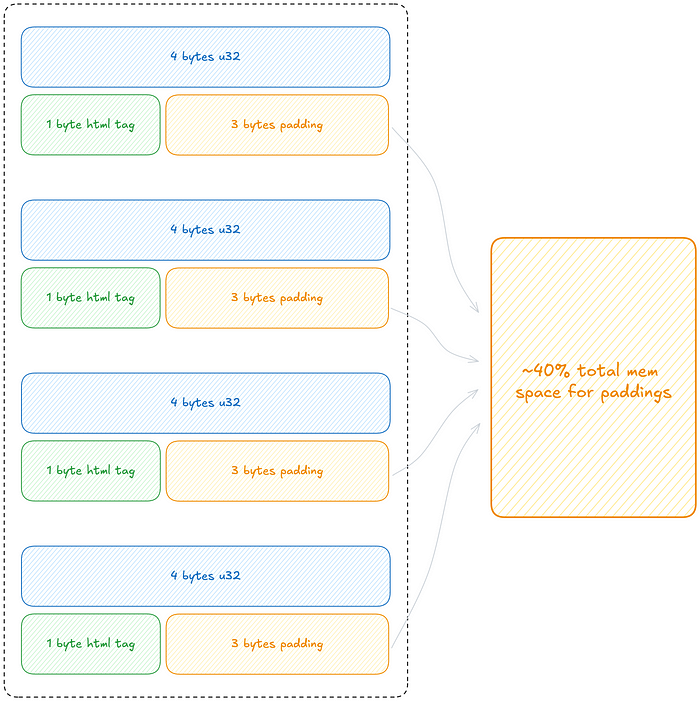 4 bytes u32
1 byte html tag
3 bytes padding
4 bytes u32
1 byte html tag
3 bytes padding
4 bytes u32
1 byte html tag
3 bytes padding
4 bytes u32
1 byte html tag
3 bytes padding
~40% total mem
space for paddings